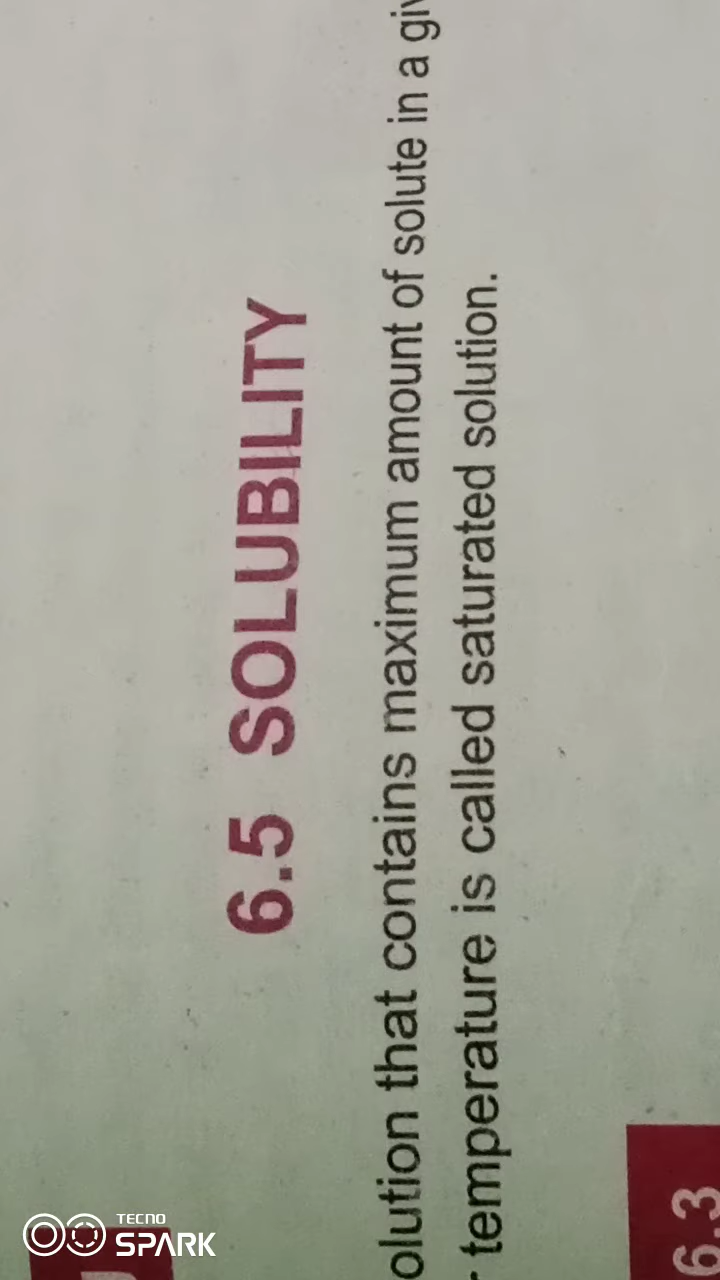 6.5 SOLUBILITY
olution that contains maximum amount of solute in a giv
temperature is called saturated solution.
6.3
TECNO
SPARK